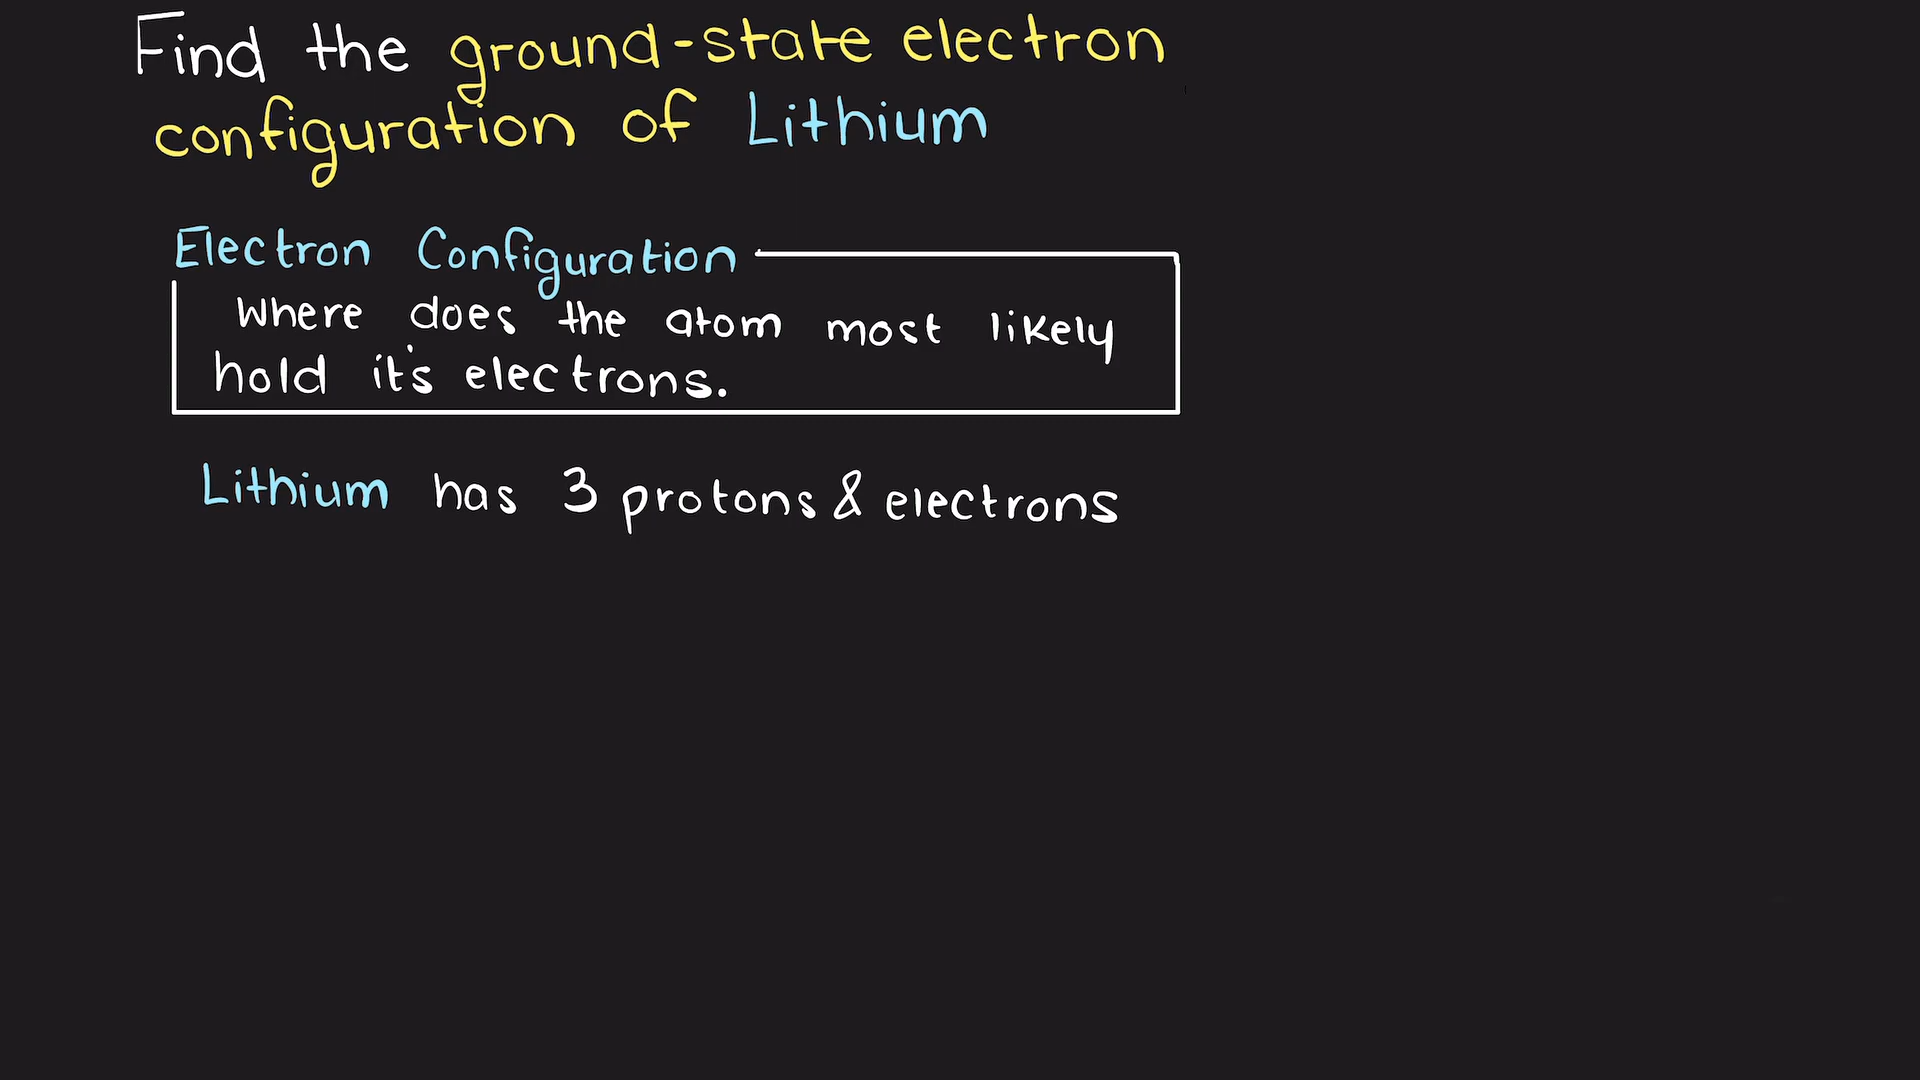 Find the ground-state electron
configuration of Lithium
Electron Configuration
Where does the atom most likely
hold it's electrons.
Lithium has 3 protons & electrons